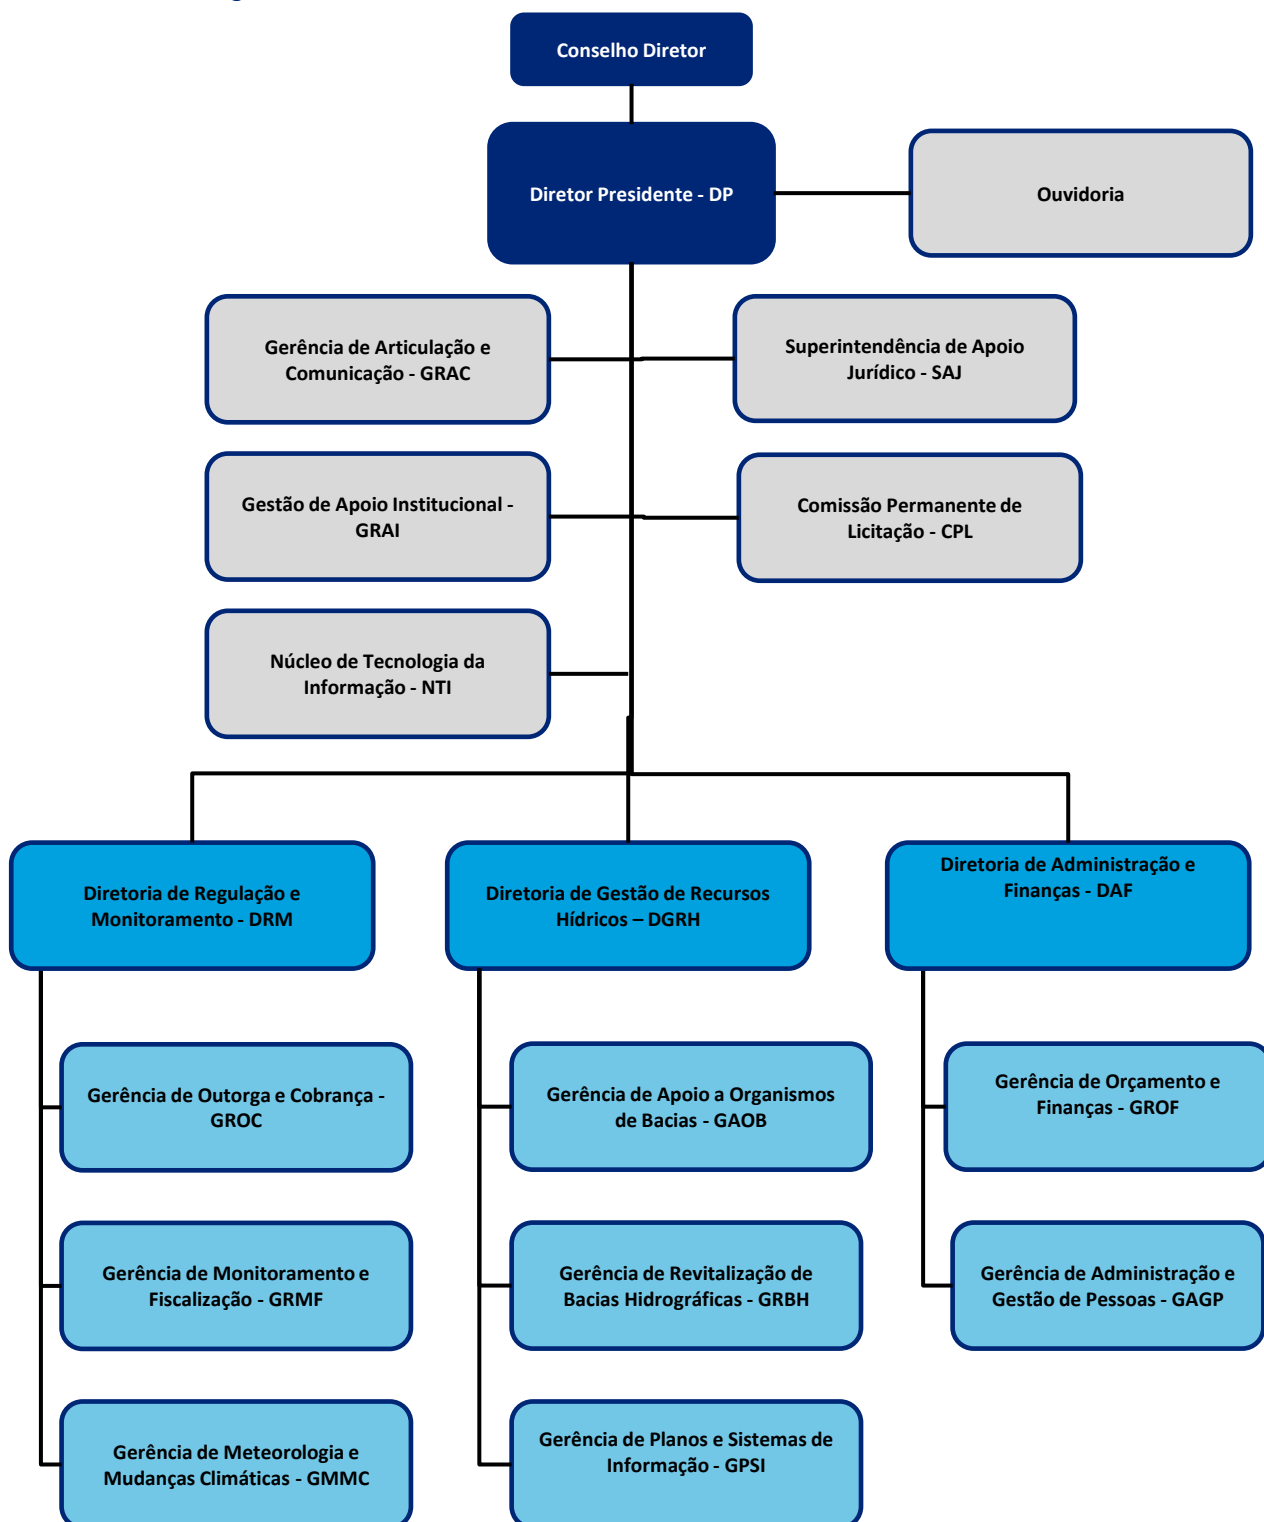 Conselho Diretor
Diretor Presidente - DP
Ouvidoria
Gerência de Articulação e
Comunicação - GRAC
Superintendência de Apoio
Jurídico - SAJ
Gestão de Apoio Institucional -
GRAI
Comissão Permanente de
Licitação - CPL
Núcleo de Tecnologia da
Informação - NTI
Diretoria de Regulação e
Monitoramento - DRM
Diretoria de Gestão de Recursos
Hídricos – DGRH
Diretoria de Administração e
Finanças - DAF
Gerência de Outorga e Cobrança -
GROC
Gerência de Apoio a Organismos
de Bacias - GAOB
Gerência de Orçamento e
Finanças - GROF
Gerência de Monitoramento e
Fiscalização - GRMF
Gerência de Revitalização de
Bacias Hidrográficas - GRBH
Gerência de Administração e
Gestão de Pessoas - GAGP
Gerência de Meteorologia e
Mudanças Climáticas - GMMC
Gerência de Planos e Sistemas de
Informação - GPSI